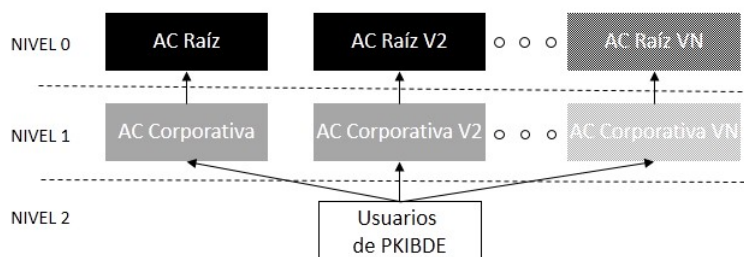 NIVEL 0
AC Raíz
AC Raíz V2
AC Raíz VN
NIVEL 1
AC Corporativa
AC Corporativa V2
AC Corporativa VN
NIVEL 2
Usuarios
de PKIBDE